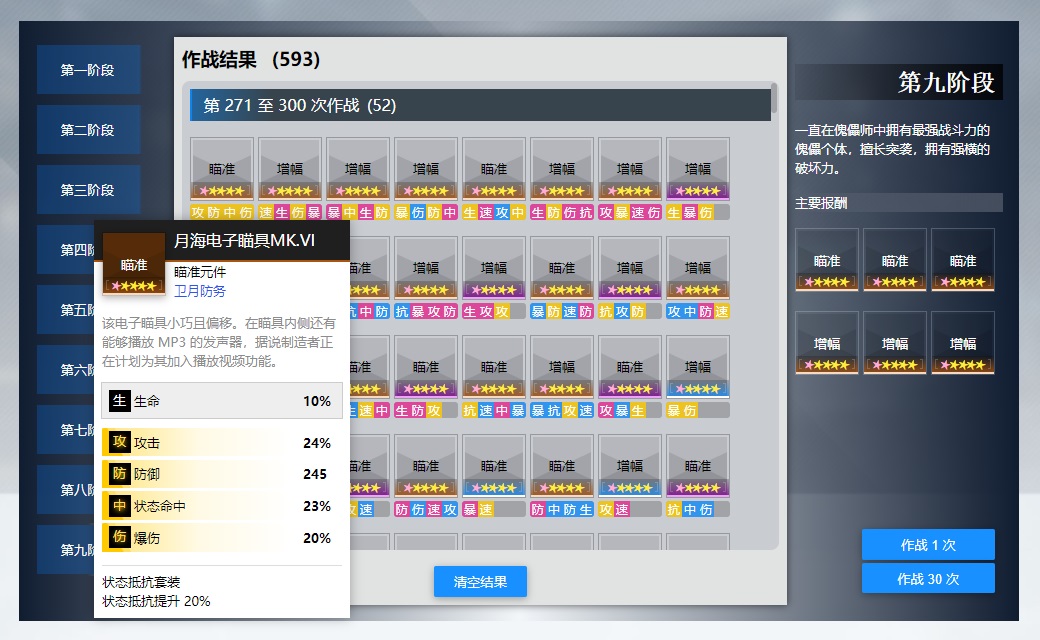 第一阶段
第二阶段
第三阶段
第四阶
第五阶
第六阶
第七阶
第八阶
第九阶
作战结果 (593)
第 271 至 300 次作战 (52)
瞄准 增幅 增幅 增幅 瞄准 增幅 增幅 增幅
攻防中伤 速生伤暴 暴中生防 暴伤防中 生速攻中 生防伤抗 攻暴速伤 生暴伤
瞄准 增幅 增幅 瞄准 增幅 增幅
抗中防 抗暴攻防 生攻攻 暴防速防 抗攻防 攻中防速
瞄准 瞄准 瞄准 增幅 瞄准 增幅
生速中 生防攻 抗速中暴 暴抗攻速 攻暴生 暴伤
瞄准 瞄准 瞄准 瞄准 增幅 瞄准
速 防伤速攻 暴速 防中防生 攻速 抗中伤
月海电子瞄具MK.VI
瞄准
瞄准元件
卫月防务
该电子瞄具小巧且偏移。在瞄具内侧还有
能够播放 MP3 的发声器，据说制造者正
在计划为其加入播放视频功能。
生 生命 10%
攻 攻击 24%
防 防御 245
中 状态命中 23%
伤 爆伤 20%
状态抵抗套装
状态抵抗提升 20%
清空结果
第九阶段
一直在傀儡师中拥有最强战斗力的
傀儡个体，擅长突袭，拥有强横的
破坏力。
主要报酬
瞄准 瞄准 瞄准
增幅 增幅 增幅
作战 1 次
作战 30 次